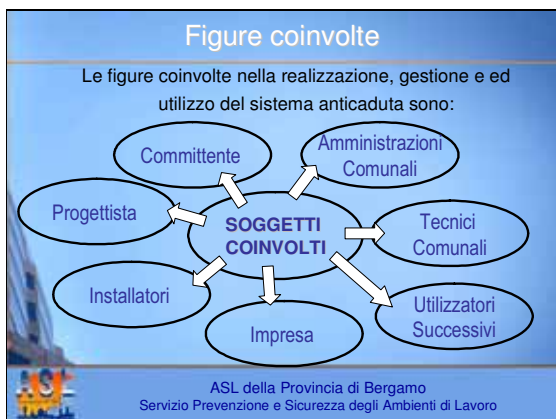 Figure coinvolte
Le figure coinvolte nella realizzazione, gestione e ed
utilizzo del sistema anticaduta sono:
Committente
Amministrazioni
Comunali
Progettista
SOGGETTI
COINVOLTI
Tecnici
Comunali
Installatori
Impresa
Utilizzatori
Successivi
ASL
ASL della Provincia di Bergamo
Servizio Prevenzione e Sicurezza degli Ambienti di Lavoro